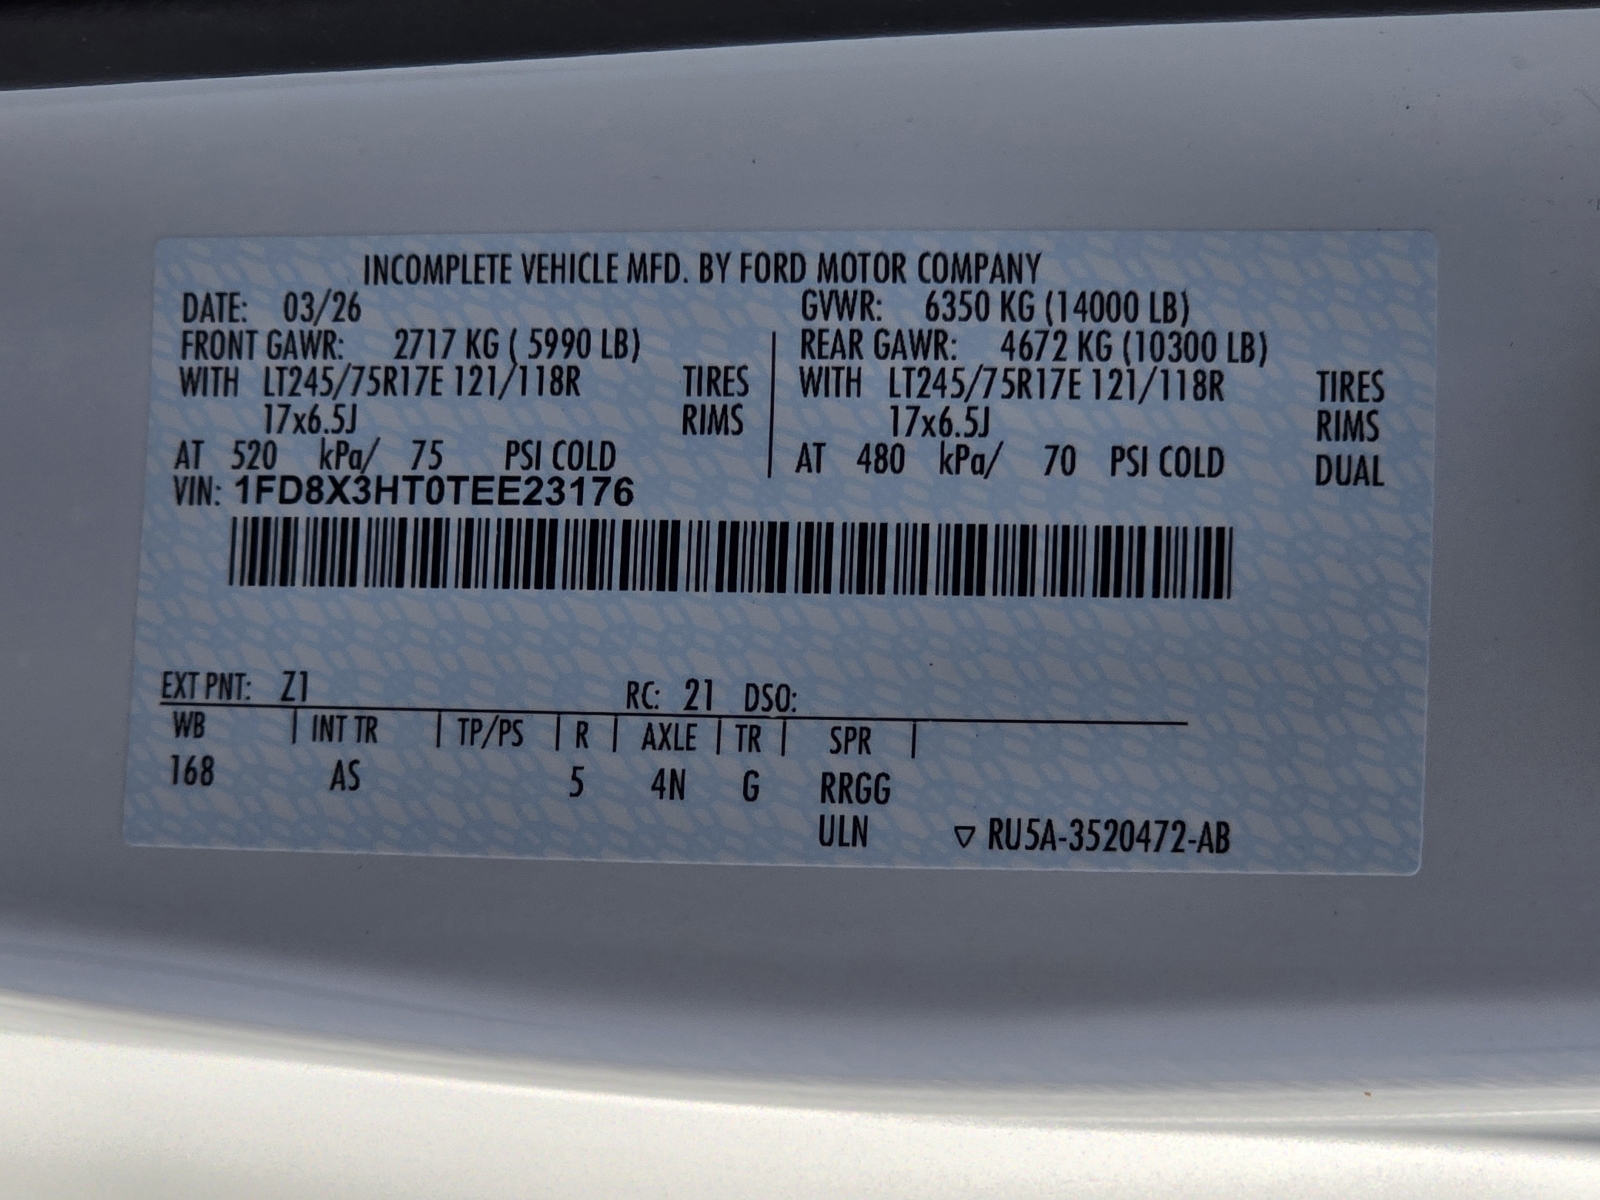 INCOMPLETE VEHICLE MFD. BY FORD MOTOR COMPANY
DATE: 03/26 GVWR: 6350 KG (14000 LB)
FRONT GAWR: 2717 KG ( 5990 LB) REAR GAWR: 4672 KG (10300 LB)
WITH LT245/75R17E 121/118R TIRES WITH LT245/75R17E 121/118R TIRES
17x6.5J RIMS 17x6.5J RIMS
AT 520 kPa/ 75 PSI COLD AT 480 kPa/ 70 PSI COLD DUAL
VIN: 1FD8X3HT0TEE23176
EXT PNT: Z1 RC: 21 DSO:
WB | INT TR | TP/PS | R | AXLE | TR | SPR |
168 AS 5 4N G RRGG
ULN ▽ RU5A-3520472-AB